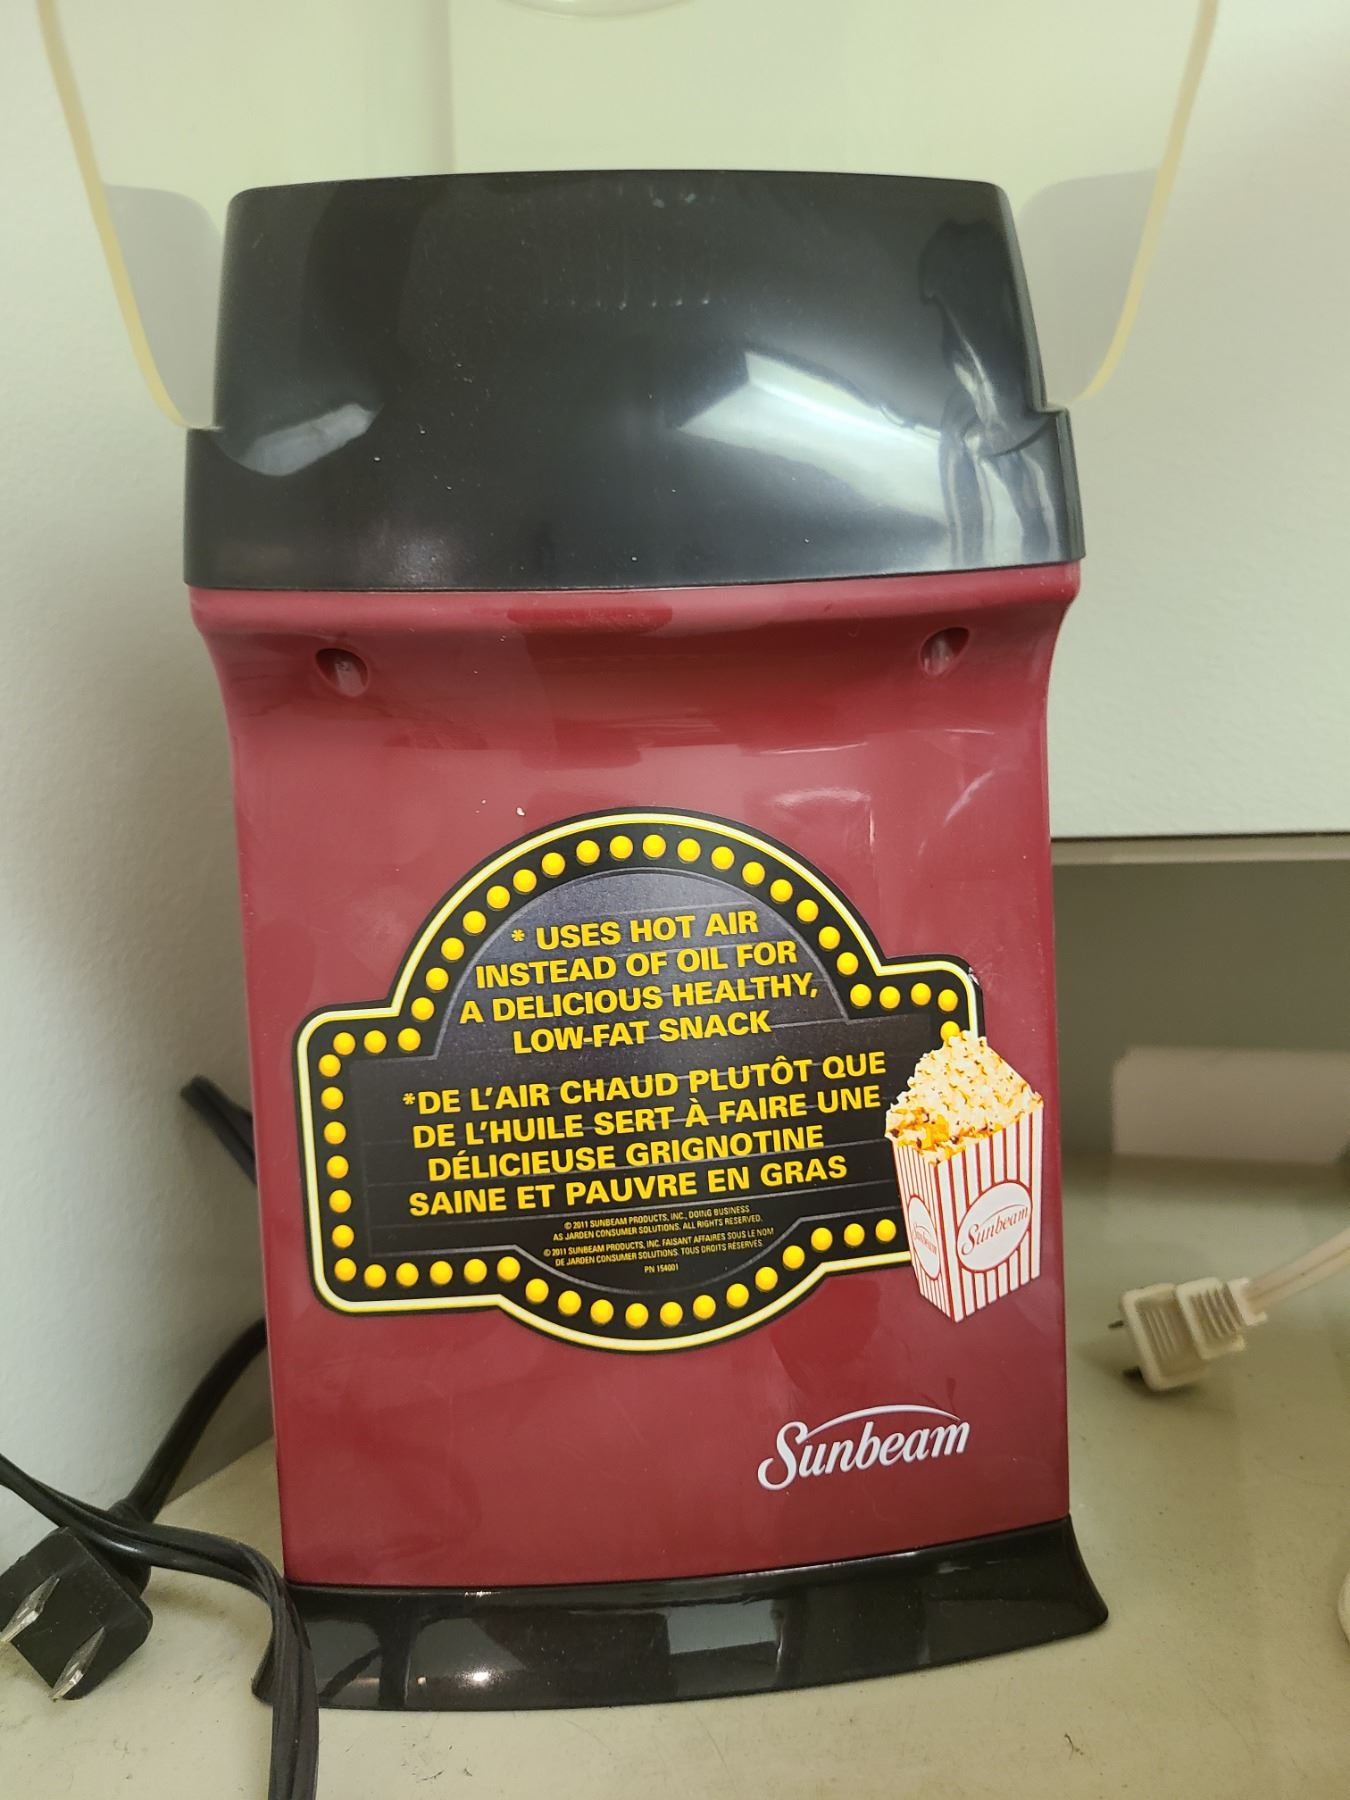 * USES HOT AIR
INSTEAD OF OIL FOR
A DELICIOUS HEALTHY,
LOW-FAT SNACK
*DE L'AIR CHAUD PLUTÔT QUE
DE L'HUILE SERT À FAIRE UNE
DÉLICIEUSE GRIGNOTINE
SAINE ET PAUVRE EN GRAS
© 2011 SUNBEAM PRODUCTS, INC., DOING BUSINESS
AS JARDEN CONSUMER SOLUTIONS. ALL RIGHTS RESERVED.
© 2011 SUNBEAM PRODUCTS, INC. FAISANT AFFAIRES SOUS LE NOM
DE JARDEN CONSUMER SOLUTIONS. TOUS DROITS RÉSERVÉS.
PN 154001
Sunbeam
Sunbeam
Sunbeam